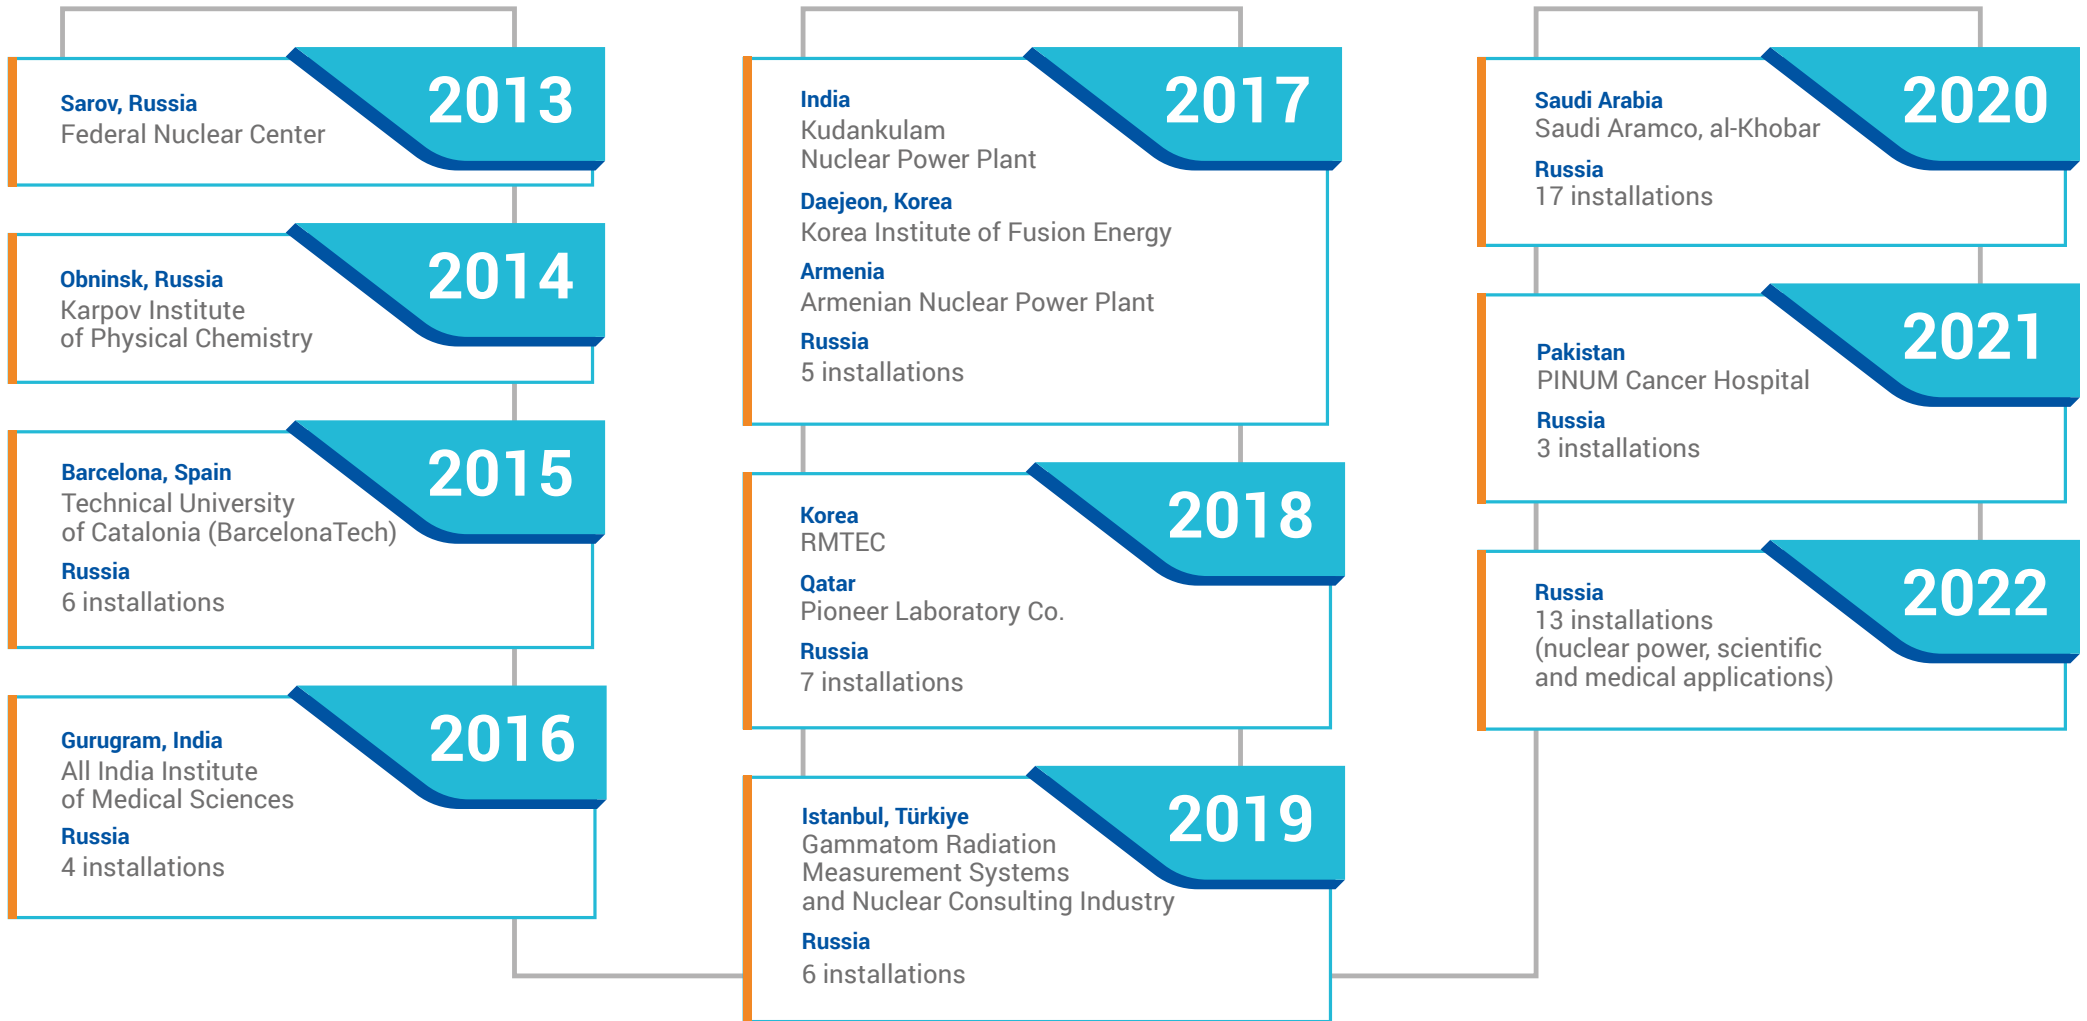 2013
Sarov, Russia
Federal Nuclear Center
2014
Obninsk, Russia
Karpov Institute
of Physical Chemistry
2015
Barcelona, Spain
Technical University
of Catalonia (BarcelonaTech)
Russia
6 installations
2016
Gurugram, India
All India Institute
of Medical Sciences
Russia
4 installations
2017
India
Kudankulam
Nuclear Power Plant
Daejeon, Korea
Korea Institute of Fusion Energy
Armenia
Armenian Nuclear Power Plant
Russia
5 installations
2018
Korea
RMTEC
Qatar
Pioneer Laboratory Co.
Russia
7 installations
2019
Istanbul, Türkiye
Gammatom Radiation
Measurement Systems
and Nuclear Consulting Industry
Russia
6 installations
2020
Saudi Arabia
Saudi Aramco, al-Khobar
Russia
17 installations
2021
Pakistan
PINUM Cancer Hospital
Russia
3 installations
2022
Russia
13 installations
(nuclear power, scientific
and medical applications)